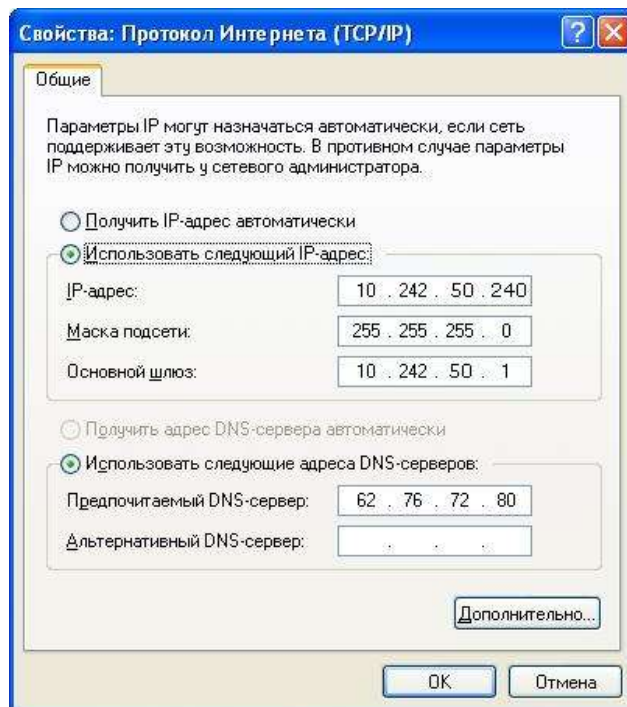 Свойства: Протокол Интернета (TCP/IP)
Общие
Параметры IP могут назначаться автоматически, если сеть
поддерживает эту возможность. В противном случае параметры
IP можно получить у сетевого администратора.
Получить IP-адрес автоматически
Использовать следующий IP-адрес:
IP-адрес: 10 . 242 . 50 . 240
Маска подсети: 255 . 255 . 255 . 0
Основной шлюз: 10 . 242 . 50 . 1
Получить адрес DNS-сервера автоматически
Использовать следующие адреса DNS-серверов:
Предпочитаемый DNS-сервер: 62 . 76 . 72 . 80
Альтернативный DNS-сервер: . . .
Дополнительно...
OK Отмена